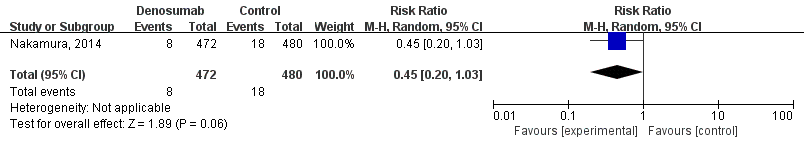 Denosumab Control Risk Ratio Risk Ratio
Study or Subgroup Events Total Events Total Weight M-H, Random, 95% CI M-H, Random, 95% CI
Nakamura, 2014 8 472 18 480 100.0% 0.45 [0.20, 1.03]
Total (95% CI) 472 480 100.0% 0.45 [0.20, 1.03]
Total events 8 18
Heterogeneity: Not applicable
Test for overall effect: Z = 1.89 (P = 0.06)
0.01 0.1 1 10 100
Favours [experimental] Favours [control]